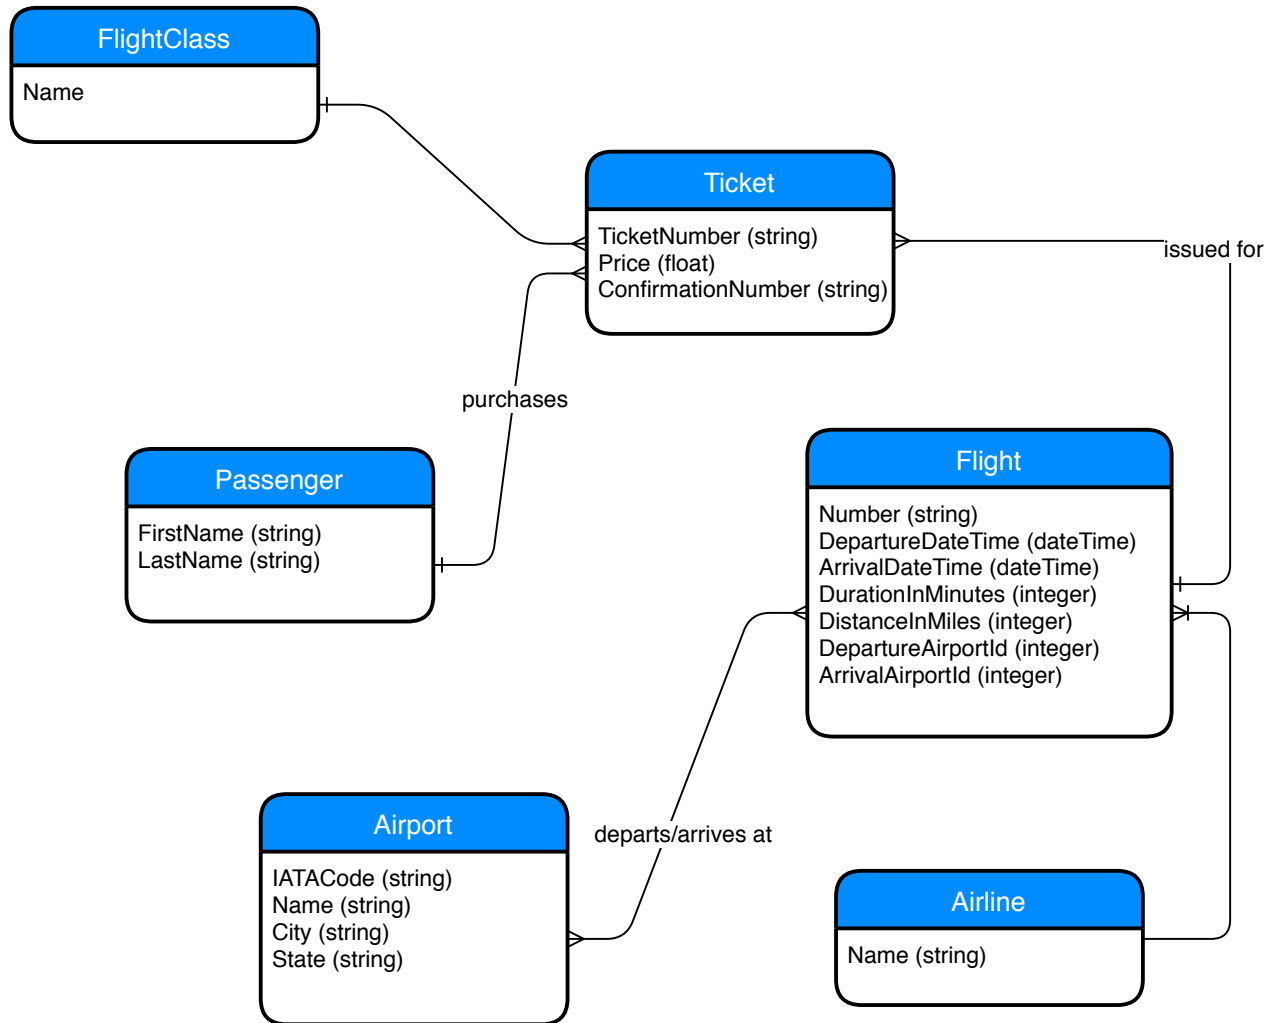 FlightClass
Name
Ticket
TicketNumber (string)
Price (float)
ConfirmationNumber (string)
issued for
purchases
Passenger
FirstName (string)
LastName (string)
Flight
Number (string)
DepartureDateTime (dateTime)
ArrivalDateTime (dateTime)
DurationInMinutes (integer)
DistanceInMiles (integer)
DepartureAirportId (integer)
ArrivalAirportId (integer)
departs/arrives at
Airport
IATACode (string)
Name (string)
City (string)
State (string)
Airline
Name (string)